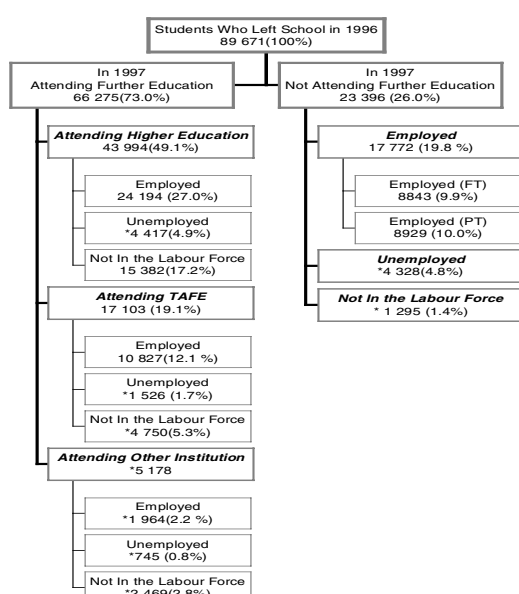 Students Who Left School in 1996
89 671(100%)
In 1997
Attending Further Education
66 275(73.0%)
In 1997
Not Attending Further Education
23 396 (26.0%)
Attending Higher Education
43 994(49.1%)
Employed
24 194 (27.0%)
Unemployed
*4 417(4.9%)
Not In the Labour Force
15 382(17.2%)
Attending TAFE
17 103 (19.1%)
Employed
10 827(12.1 %)
Unemployed
*1 526 (1.7%)
Not In the Labour Force
*4 750(5.3%)
Attending Other Institution
*5 178
Employed
*1 964(2.2 %)
Unemployed
*745 (0.8%)
Not In the Labour Force
*2 469(2.8%)
Employed
17 772 (19.8 %)
Employed (FT)
8843 (9.9%)
Employed (PT)
8929 (10.0%)
Unemployed
*4 328(4.8%)
Not In the Labour Force
* 1 295 (1.4%)